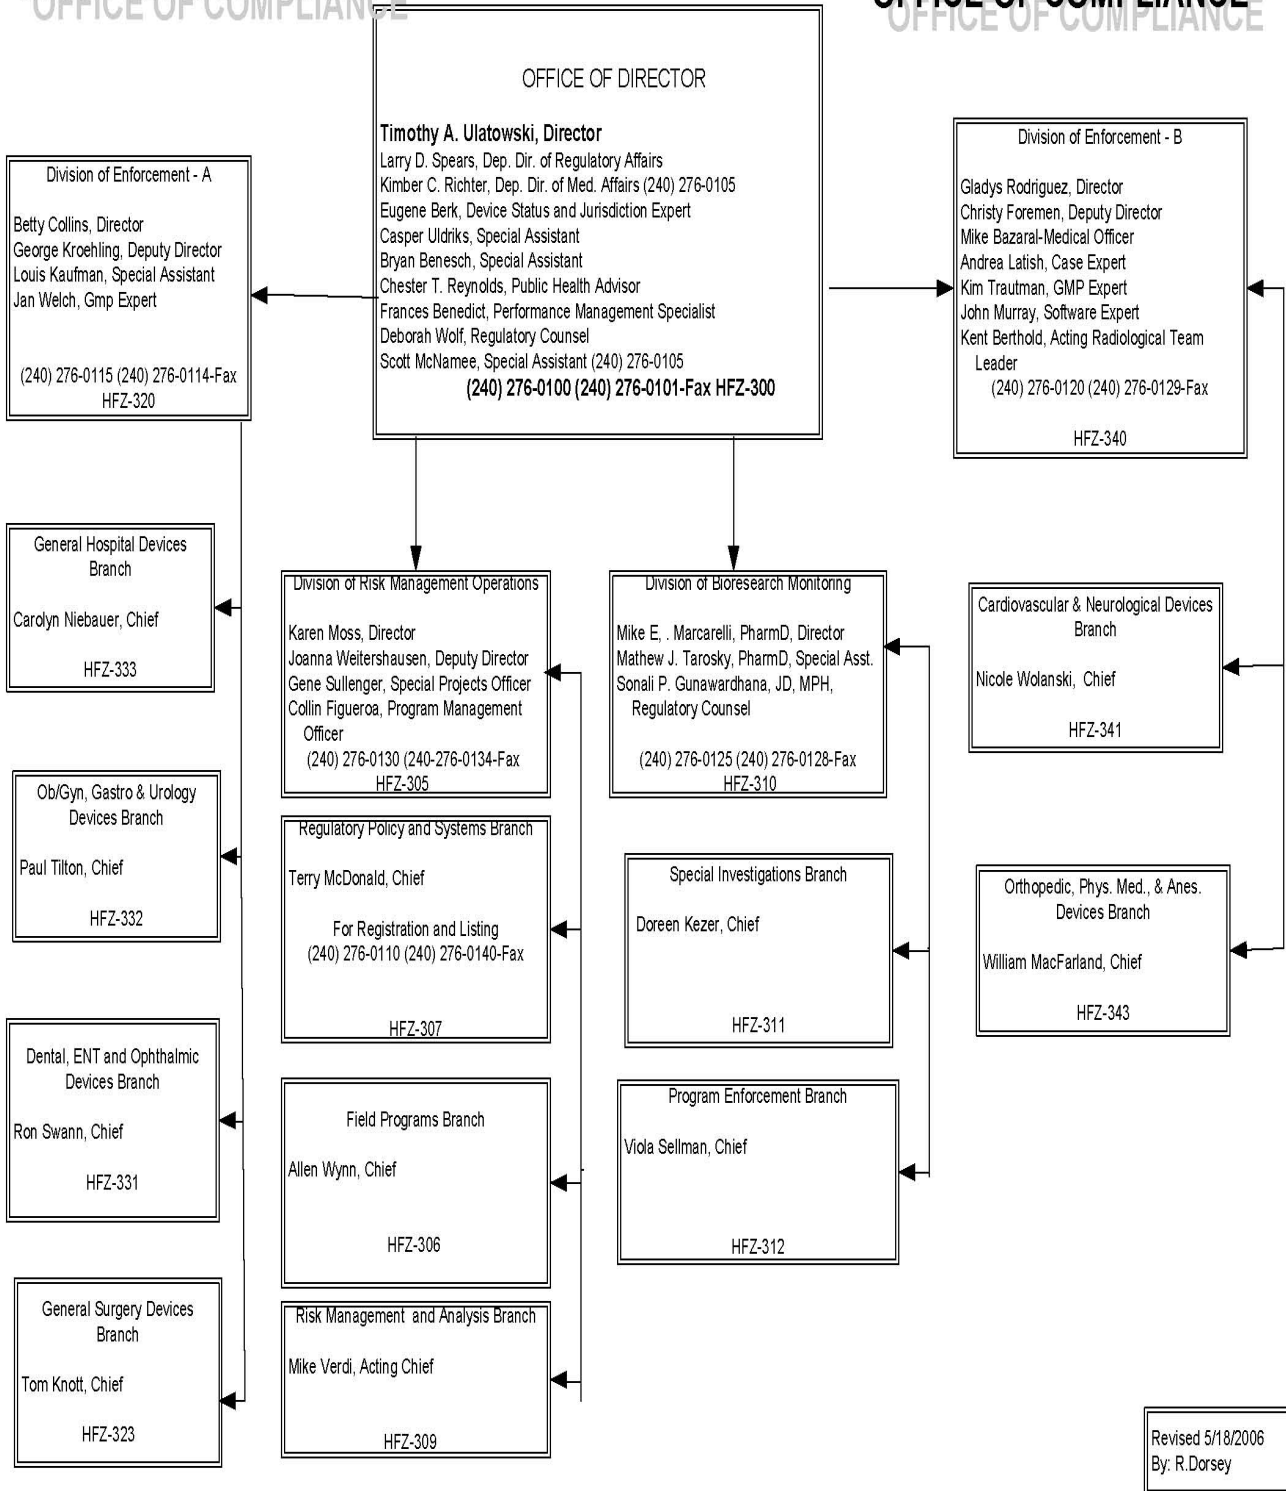 OFFICE OF COMPLIANCE
OFFICE OF COMPLIANCE
OFFICE OF COMPLIANCE
OFFICE OF DIRECTOR
Timothy A. Ulatowski, Director
Larry D. Spears, Dep. Dir. of Regulatory Affairs
Kimber C. Richter, Dep. Dir. of Med. Affairs (240) 276-0105
Eugene Berk, Device Status and Jurisdiction Expert
Casper Uldriks, Special Assistant
Bryan Benesch, Special Assistant
Chester T. Reynolds, Public Health Advisor
Frances Benedict, Performance Management Specialist
Deborah Wolf, Regulatory Counsel
Scott McNamee, Special Assistant (240) 276-0105
(240) 276-0100 (240) 276-0101-Fax HFZ-300
Division of Enforcement - A
Betty Collins, Director
George Kroehling, Deputy Director
Louis Kaufman, Special Assistant
Jan Welch, Gmp Expert
(240) 276-0115 (240) 276-0114-Fax
HFZ-320
Division of Enforcement - B
Gladys Rodriguez, Director
Christy Foremen, Deputy Director
Mike Bazaral-Medical Officer
Andrea Latish, Case Expert
Kim Trautman, GMP Expert
John Murray, Software Expert
Kent Berthold, Acting Radiological Team
Leader
(240) 276-0120 (240) 276-0129-Fax
HFZ-340
General Hospital Devices
Branch
Carolyn Niebauer, Chief
HFZ-333
Ob/Gyn, Gastro & Urology
Devices Branch
Paul Tilton, Chief
HFZ-332
Dental, ENT and Ophthalmic
Devices Branch
Ron Swann, Chief
HFZ-331
General Surgery Devices
Branch
Tom Knott, Chief
HFZ-323
Division of Risk Management Operations
Karen Moss, Director
Joanna Weitershausen, Deputy Director
Gene Sullenger, Special Projects Officer
Collin Figueroa, Program Management
Officer
(240) 276-0130 (240-276-0134-Fax
HFZ-305
Regulatory Policy and Systems Branch
Terry McDonald, Chief
For Registration and Listing
(240) 276-0110 (240) 276-0140-Fax
HFZ-307
Field Programs Branch
Allen Wynn, Chief
HFZ-306
Risk Management and Analysis Branch
Mike Verdi, Acting Chief
HFZ-309
Division of Bioresearch Monitoring
Mike E, . Marcarelli, PharmD, Director
Mathew J. Tarosky, PharmD, Special Asst.
Sonali P. Gunawardhana, JD, MPH,
Regulatory Counsel
(240) 276-0125 (240) 276-0128-Fax
HFZ-310
Special Investigations Branch
Doreen Kezer, Chief
HFZ-311
Program Enforcement Branch
Viola Sellman, Chief
HFZ-312
Cardiovascular & Neurological Devices
Branch
Nicole Wolanski, Chief
HFZ-341
Orthopedic, Phys. Med., & Anes.
Devices Branch
William MacFarland, Chief
HFZ-343
Revised 5/18/2006
By: R.Dorsey